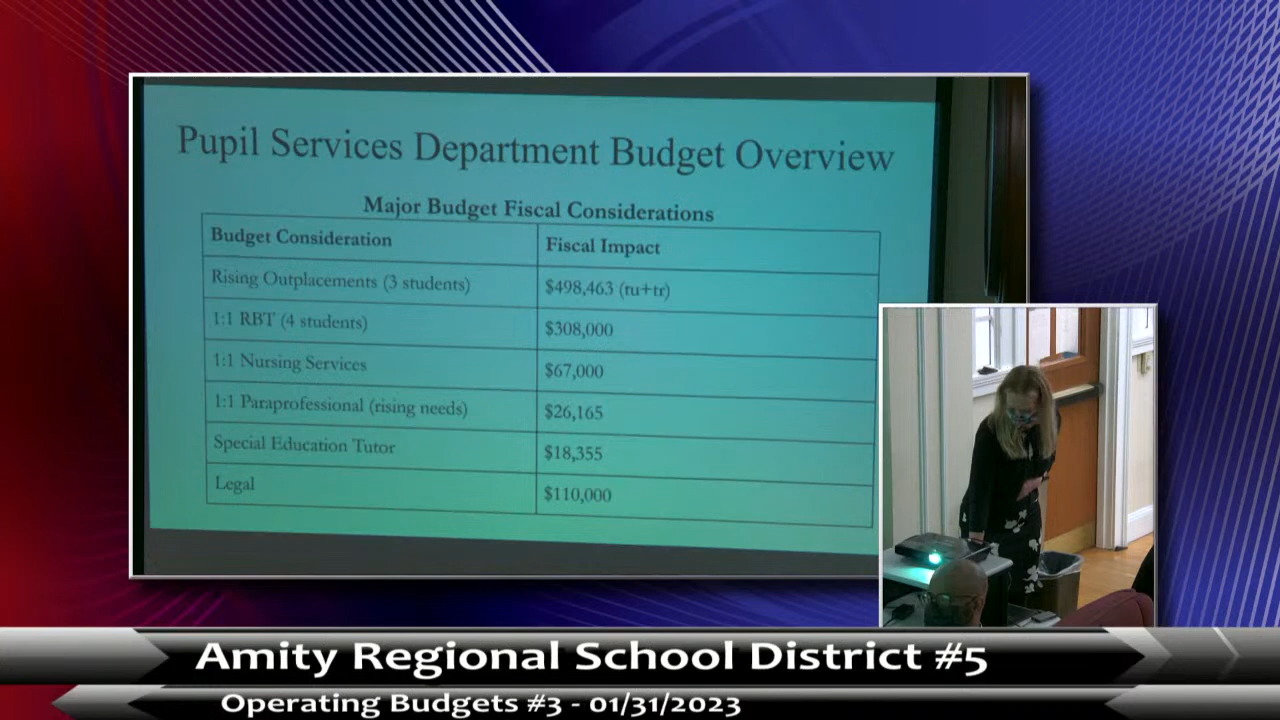 Pupil Services Department Budget Overview
Major Budget Fiscal Considerations
Budget Consideration Fiscal Impact
Rising Outplacements (3 students) $498,463 (tu+tr)
1:1 RBT (4 students) $308,000
1:1 Nursing Services $67,000
1:1 Paraprofessional (rising needs) $26,165
Special Education Tutor $18,355
Legal $110,000
Amity Regional School District #5
Operating Budgets #3 - 01/31/2023